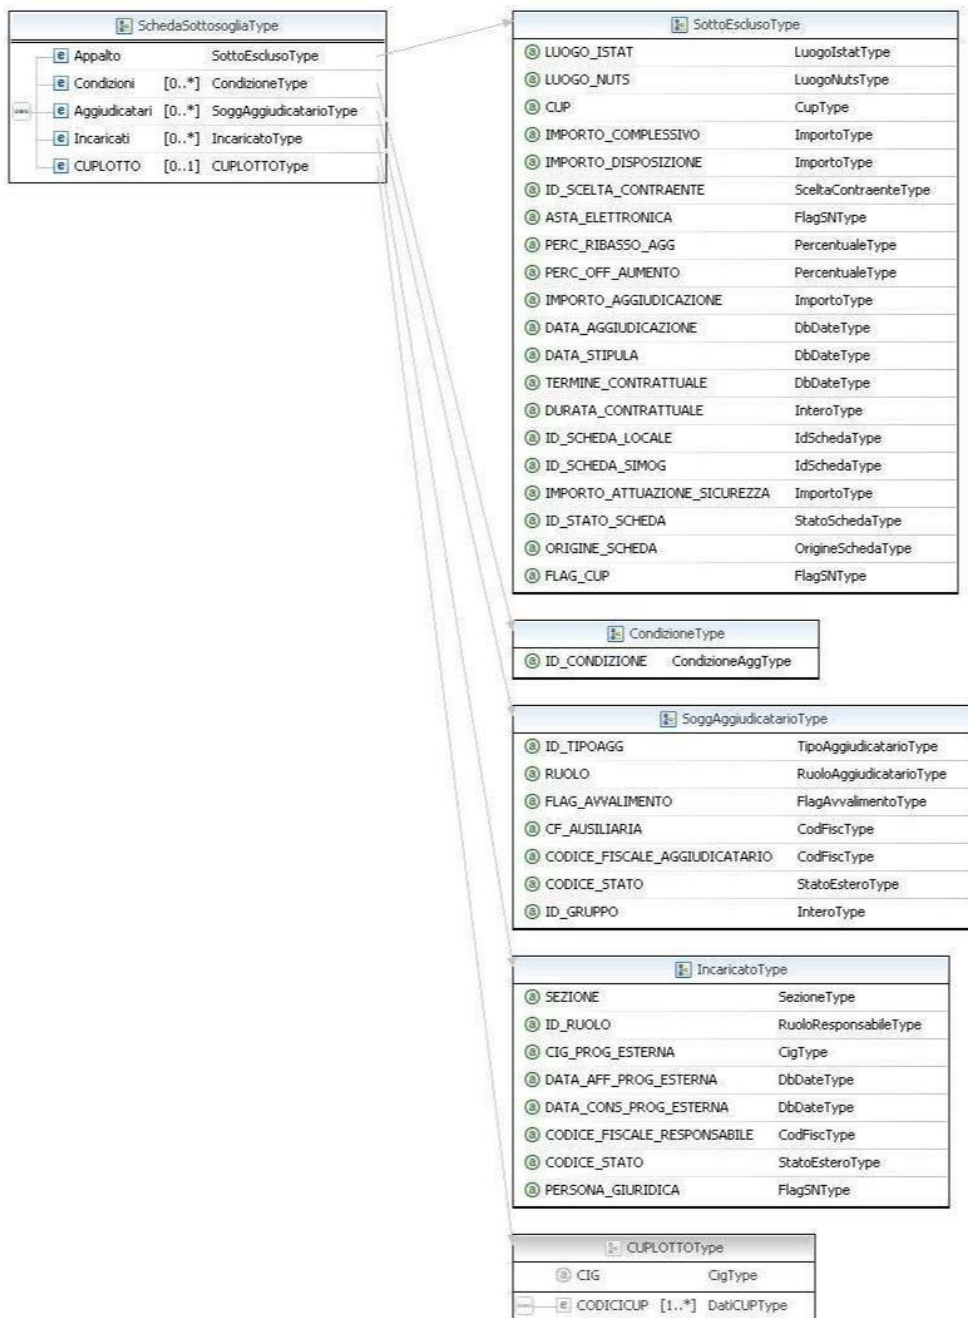 SchedaSottosogliaType
Appalto SottoEsclusoType
Condizioni [0..*] CondizioneType
Aggiudicatari [0..*] SoggAggiudicatarioType
Incaricati [0..*] IncaricatoType
CUPLOTTO [0..1] CUPLOTTOType
SottoEsclusoType
LUOGO_ISTAT LuogoIstatType
LUOGO_NUTS LuogoNutsType
CUP CupType
IMPORTO_COMPLESSIVO ImportoType
IMPORTO_DISPOSIZIONE ImportoType
ID_SCELTA_CONTRAENTE SceltaContraenteType
ASTA_ELETTRONICA FlagSNType
PERC_RIBASSO_AGG PercentualeType
PERC_OFF_AUMENTO PercentualeType
IMPORTO_AGGIUDICAZIONE ImportoType
DATA_AGGIUDICAZIONE DbDateType
DATA_STIPULA DbDateType
TERMINE_CONTRATTUALE DbDateType
DURATA_CONTRATTUALE InteroType
ID_SCHEDA_LOCALE IdSchedaType
ID_SCHEDA_SIMOG IdSchedaType
IMPORTO_ATTUAZIONE_SICUREZZA ImportoType
ID_STATO_SCHEDA StatoSchedaType
ORIGINE_SCHEDA OrigineSchedaType
FLAG_CUP FlagSNType
CondizioneType
ID_CONDIZIONE CondizioneAggType
SoggAggiudicatarioType
ID_TIPOAGG TipoAggiudicatarioType
RUOLO RuoloAggiudicatarioType
FLAG_AVVALIMENTO FlagAvvalimentoType
CF_AUSILIARIA CodFiscType
CODICE_FISCALE_AGGIUDICATARIO CodFiscType
CODICE_STATO StatoEsteroType
ID_GRUPPO InteroType
IncaricatoType
SEZIONE SezioneType
ID_RUOLO RuoloResponsabileType
CIG_PROG_ESTERNA CigType
DATA_AFF_PROG_ESTERNA DbDateType
DATA_CONS_PROG_ESTERNA DbDateType
CODICE_FISCALE_RESPONSABILE CodFiscType
CODICE_STATO StatoEsteroType
PERSONA_GIURIDICA FlagSNType
CUPLOTTOType
CIG CigType
CODICICUP [1..*] DatiCUPType